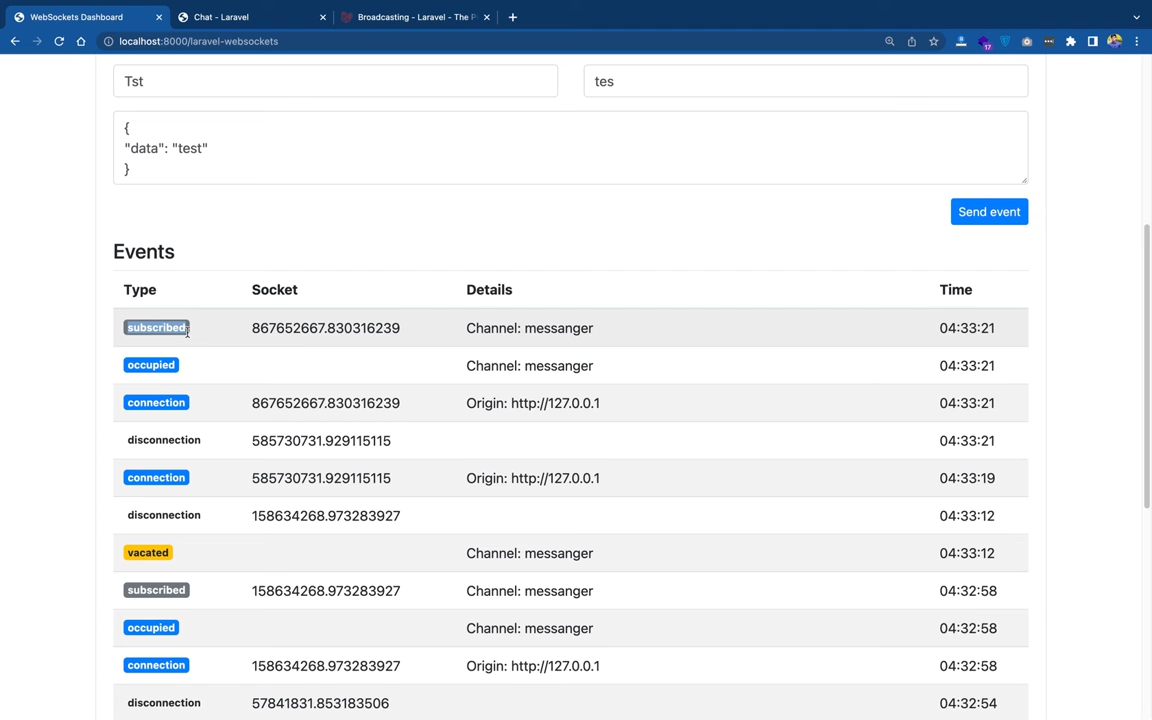 WebSockets Dashboard
Chat - Laravel
Broadcasting - Laravel - The P
localhost:8000/laravel-websockets
17
Tst
tes
{
"data": "test"
}
Send event
Events
Type Socket Details Time
subscribed 867652667.830316239 Channel: messanger 04:33:21
occupied Channel: messanger 04:33:21
connection 867652667.830316239 Origin: http://127.0.0.1 04:33:21
disconnection 585730731.929115115 04:33:21
connection 585730731.929115115 Origin: http://127.0.0.1 04:33:19
disconnection 158634268.973283927 04:33:12
vacated Channel: messanger 04:33:12
subscribed 158634268.973283927 Channel: messanger 04:32:58
occupied Channel: messanger 04:32:58
connection 158634268.973283927 Origin: http://127.0.0.1 04:32:58
disconnection 57841831.853183506 04:32:54